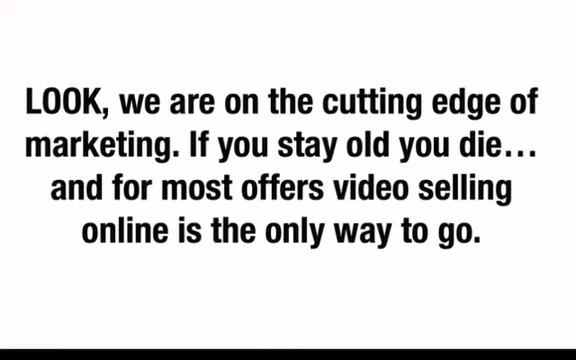 LOOK, we are on the cutting edge of
marketing. If you stay old you die...
and for most offers video selling
online is the only way to go.